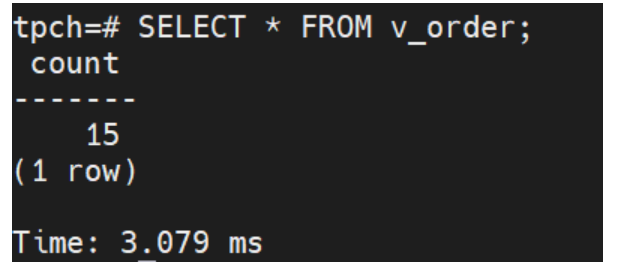 tpch=# SELECT * FROM v_order;
 count
-------
    15
(1 row)

Time: 3.079 ms